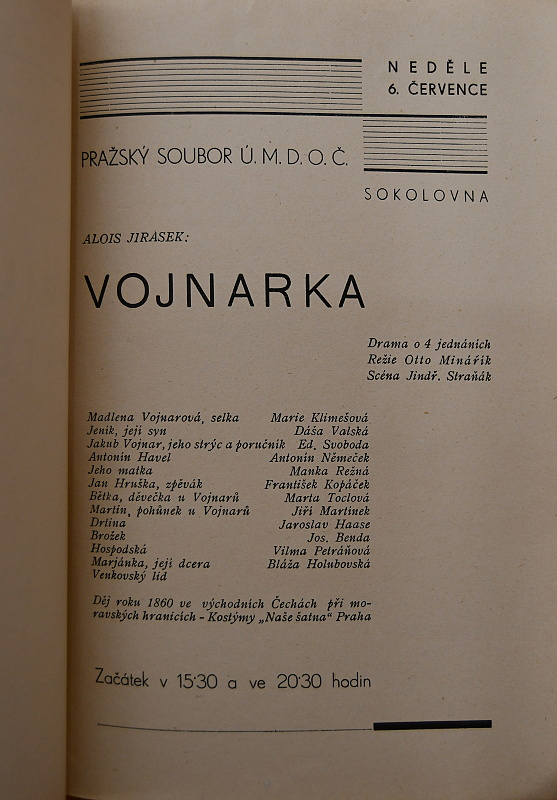 NEDĚLE
6. ČERVENCE
PRAŽSKÝ SOUBOR Ú. M. D. O. Č.
SOKOLOVNA
ALOIS JIRÁSEK:
VOJNARKA
Drama o 4 jednáních
Režie Otto Minářík
Scéna Jindř. Straňák
Madlena Vojnarová, selka Marie Klimešová
Jeník, její syn Dáša Valská
Jakub Vojnar, jeho strýc a poručník Ed. Svoboda
Antonín Havel Antonín Němeček
Jeho matka Manka Režná
Jan Hruška, zpěvák František Kopáček
Bětka, děvečka u Vojnarů Marta Toclová
Martin, pohůnek u Vojnarů Jiří Martínek
Drtina Jaroslav Haase
Brožek Jos. Benda
Hospodská Vilma Petráňová
Marjánka, její dcera Bláža Holubovská
Venkovský lid
Děj roku 1860 ve východních Čechách při mo-
ravských hranicích - Kostýmy „Naše šatna“ Praha
Začátek v 15·30 a ve 20·30 hodin